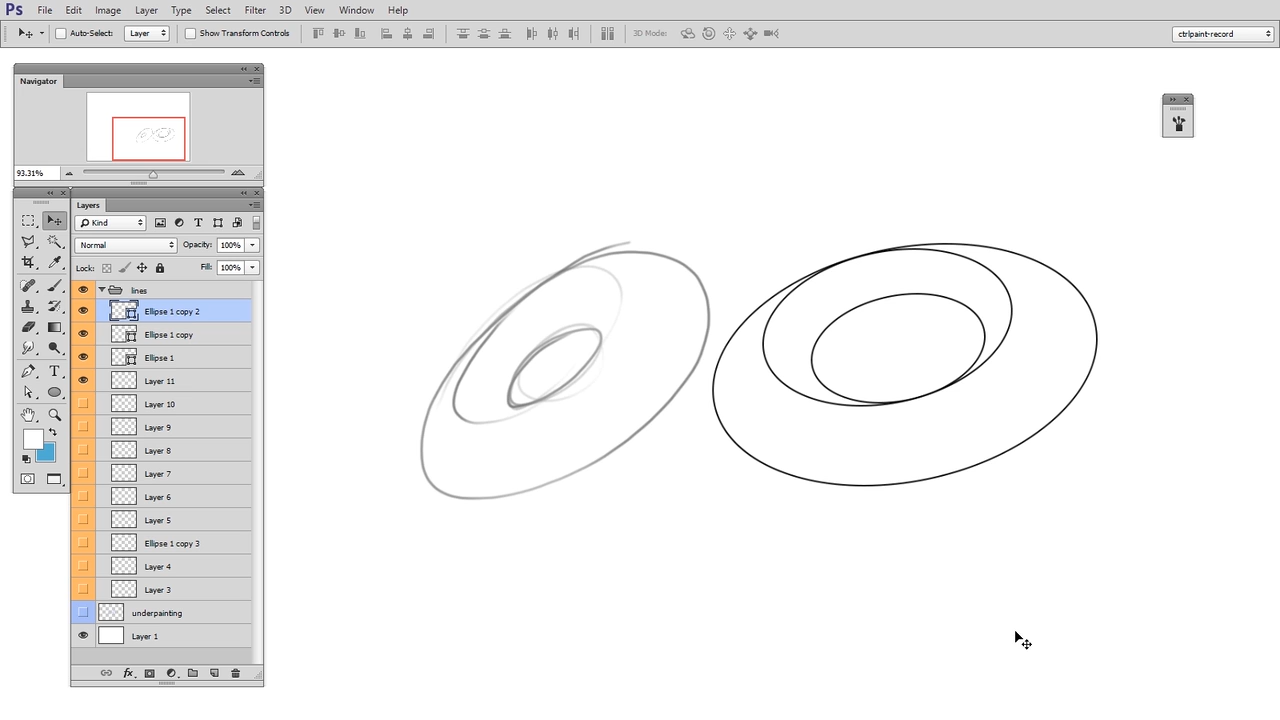 Ps File Edit Image Layer Type Select Filter 3D View Window Help
Auto-Select: Layer Show Transform Controls 3D Mode: ctrlpaint-record
Navigator
93.31%
Layers
Kind T
Normal Opacity: 100%
Lock: Fill: 100%
lines
Ellipse 1 copy 2
Ellipse 1 copy
Ellipse 1
Layer 11
Layer 10
Layer 9
Layer 8
Layer 7
Layer 6
Layer 5
Ellipse 1 copy 3
Layer 4
Layer 3
underpainting
Layer 1
fx